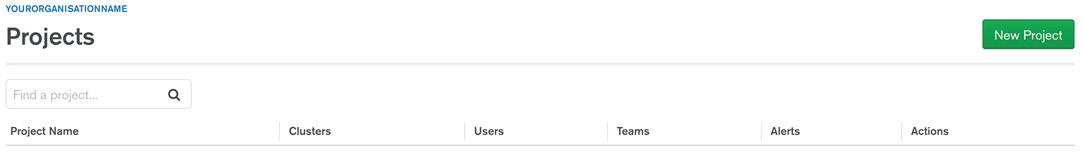 YOURORGANISATIONNAME
Projects
New Project
Find a project...
Project Name Clusters Users Teams Alerts Actions